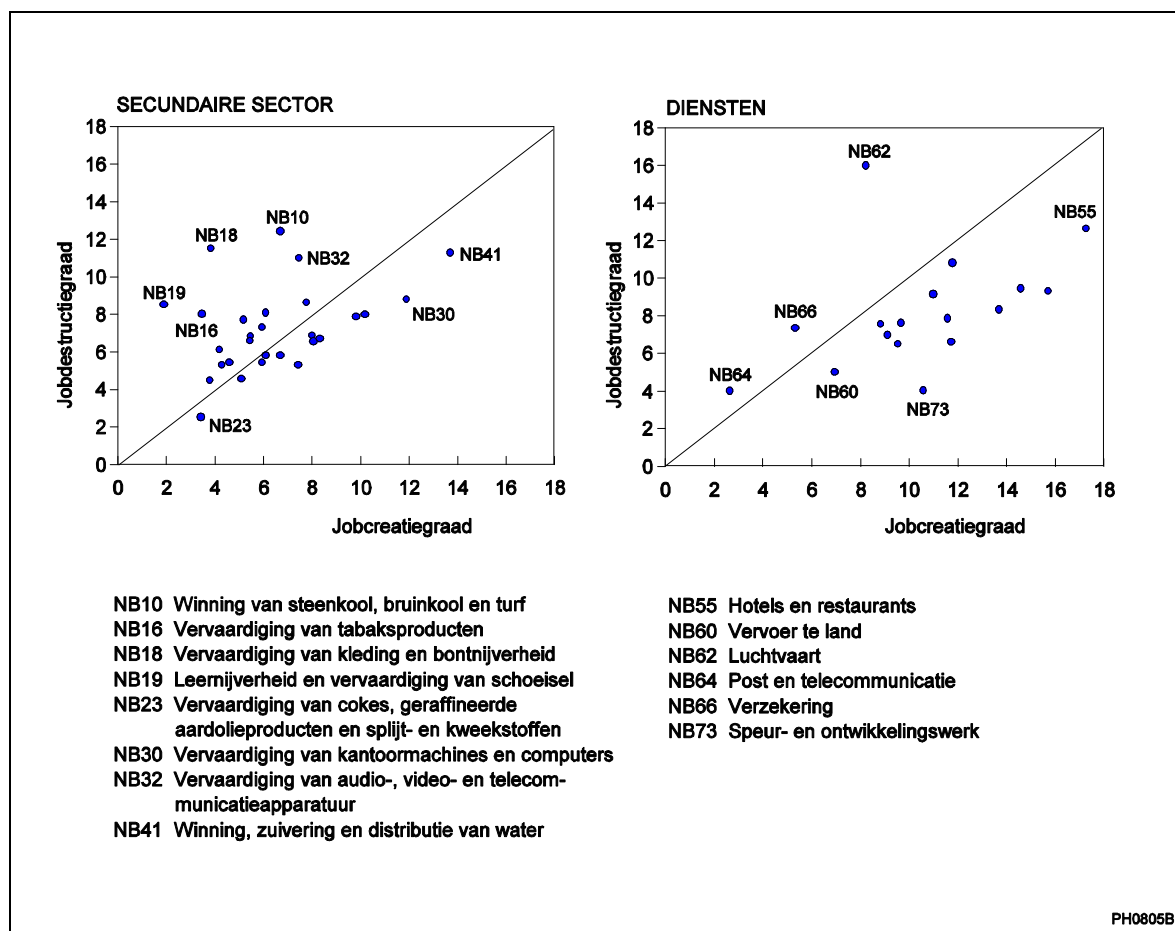 SECUNDAIRE SECTOR
18
16
14
12
10
8
6
4
2
0
Jobdestructiegraad
NB10
NB18
NB32
NB41
NB19
NB16
NB30
NB23
0 2 4 6 8 10 12 14 16 18
Jobcreatiegraad
DIENSTEN
18
16
14
12
10
8
6
4
2
0
Jobdestructiegraad
NB62
NB55
NB66
NB64
NB60
NB73
0 2 4 6 8 10 12 14 16 18
Jobcreatiegraad
NB10 Winning van steenkool, bruinkool en turf
NB16 Vervaardiging van tabaksproducten
NB18 Vervaardiging van kleding en bontnijverheid
NB19 Leernijverheid en vervaardiging van schoeisel
NB23 Vervaardiging van cokes, geraffineerde
aardolieproducten en splijt- en kweekstoffen
NB30 Vervaardiging van kantoormachines en computers
NB32 Vervaardiging van audio-, video- en telecom-
municatieapparatuur
NB41 Winning, zuivering en distributie van water
NB55 Hotels en restaurants
NB60 Vervoer te land
NB62 Luchtvaart
NB64 Post en telecommunicatie
NB66 Verzekering
NB73 Speur- en ontwikkelingswerk
PH0805B